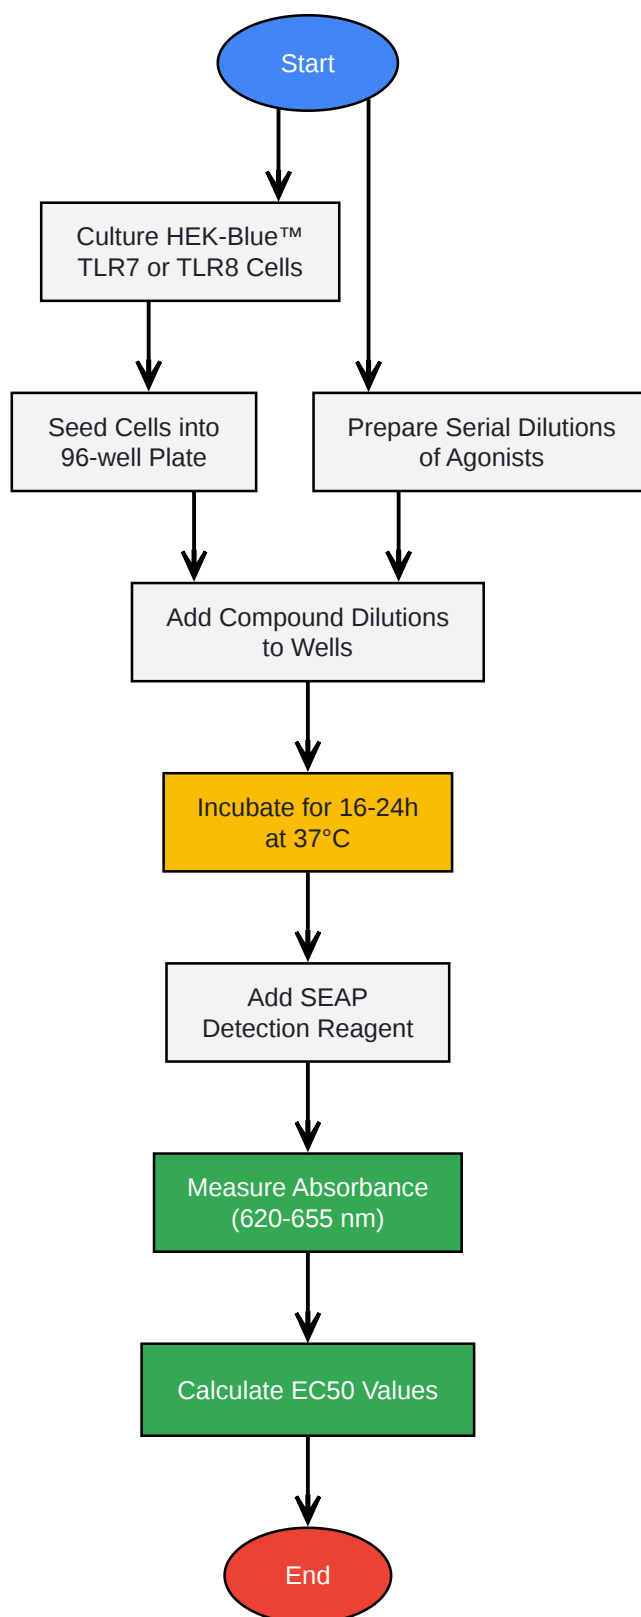 Start
Culture HEK-Blue™
TLR7 or TLR8 Cells
Seed Cells into
96-well Plate
Prepare Serial Dilutions
of Agonists
Add Compound Dilutions
to Wells
Incubate for 16-24h
at 37°C
Add SEAP
Detection Reagent
Measure Absorbance
(620-655 nm)
Calculate EC50 Values
End